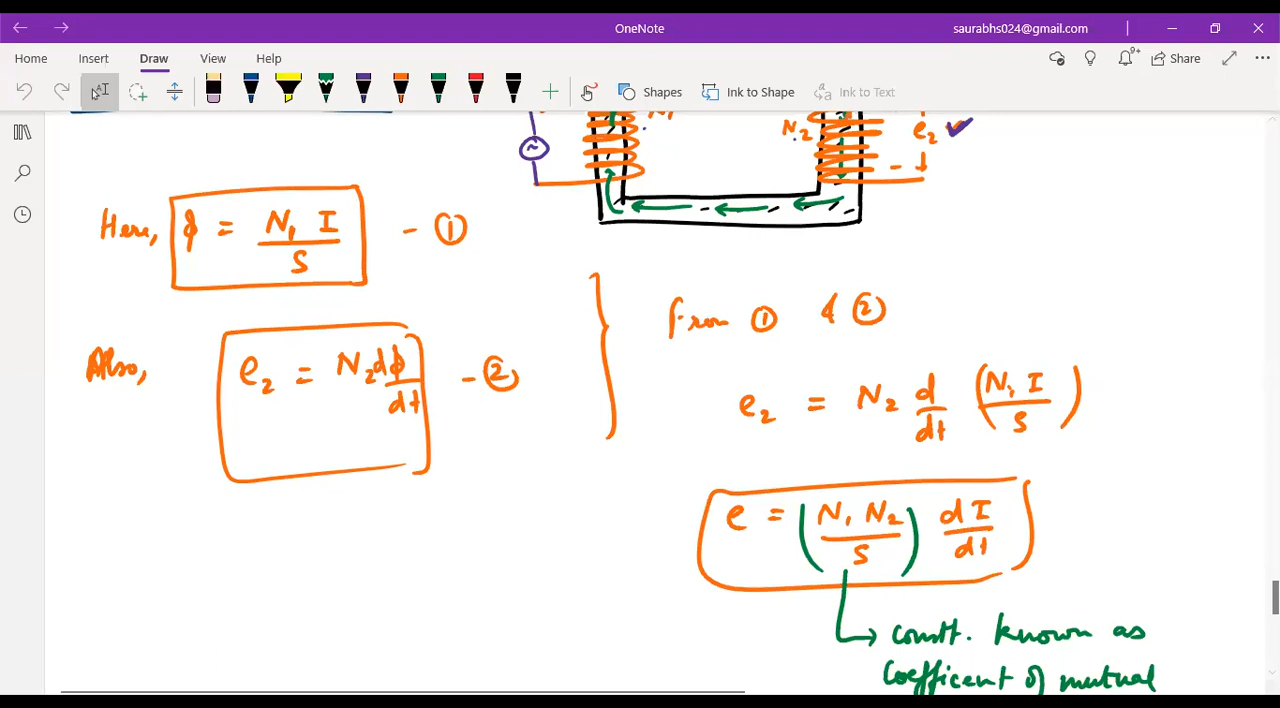 OneNote
saurabhs024@gmail.com
Home Insert Draw View Help
Share
Shapes Ink to Shape Ink to Text
N₁
N₂
e₂
Here, ϕ = N₁ I / S - ①
Also, e₂ = N₂ dϕ/dt - ②
from ① & ②
e₂ = N₂ d/dt (N₁ I / S)
e = (N₁ N₂ / S) dI/dt
constt. known as
coefficent of mutual